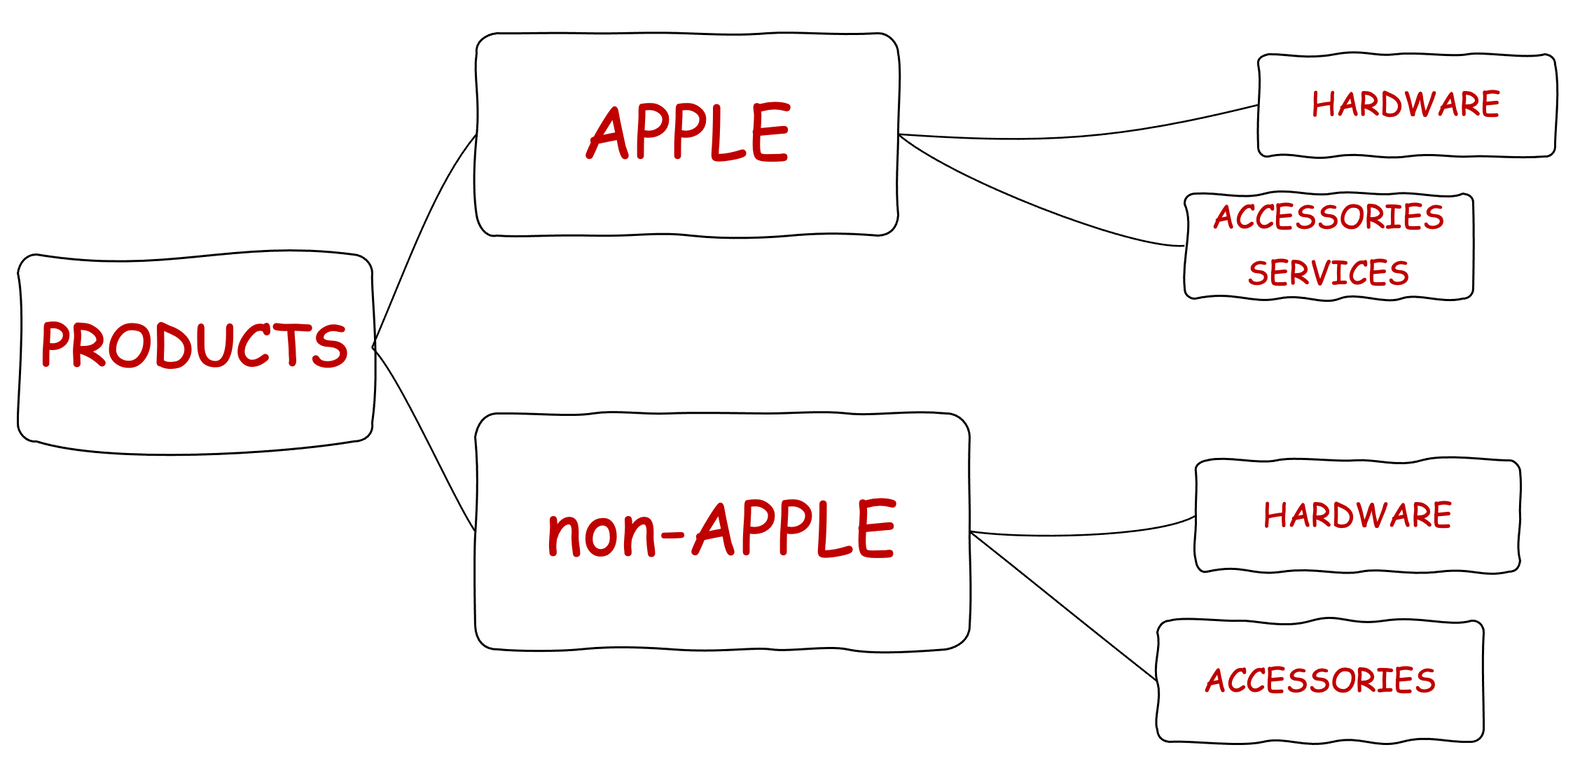 PRODUCTS
APPLE
HARDWARE
ACCESSORIES
SERVICES
non-APPLE
HARDWARE
ACCESSORIES